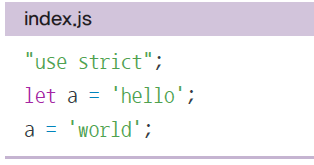 index.js
"use strict";
let a = 'hello';
a = 'world';